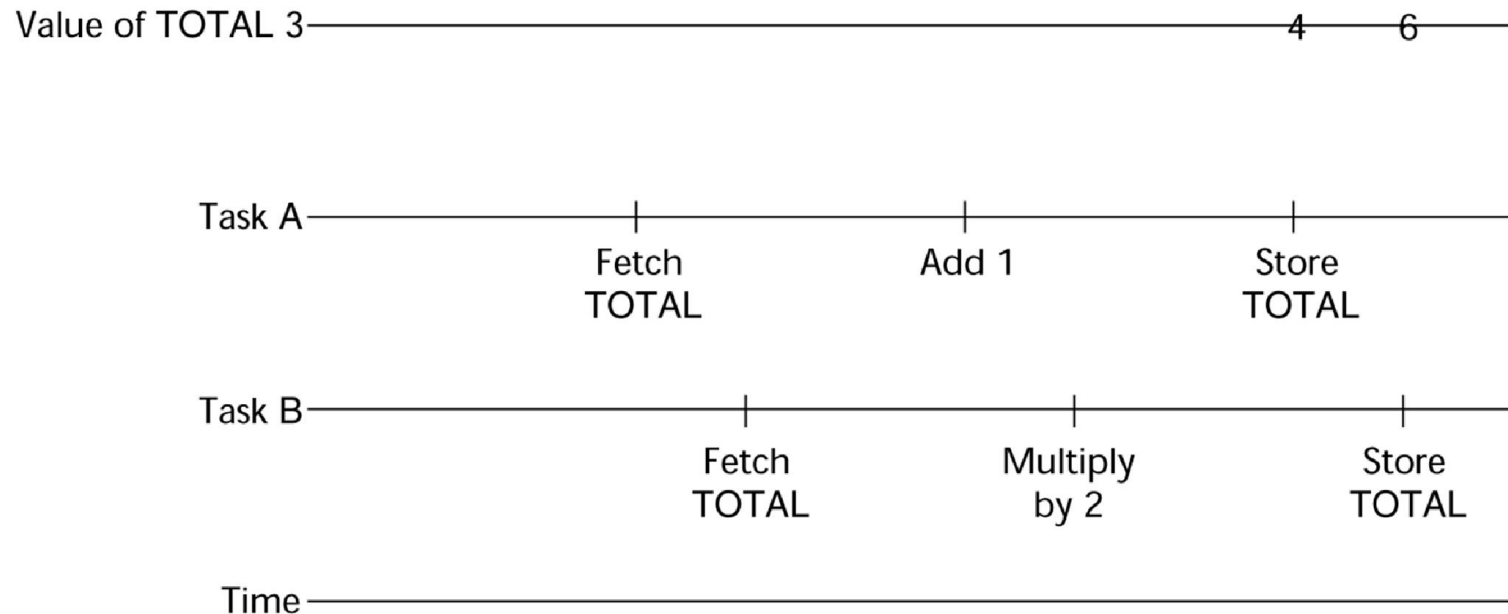 Value of TOTAL 3 4 6
Task A
Fetch Add 1 Store
TOTAL TOTAL
Task B
Fetch Multiply Store
TOTAL by 2 TOTAL
Time